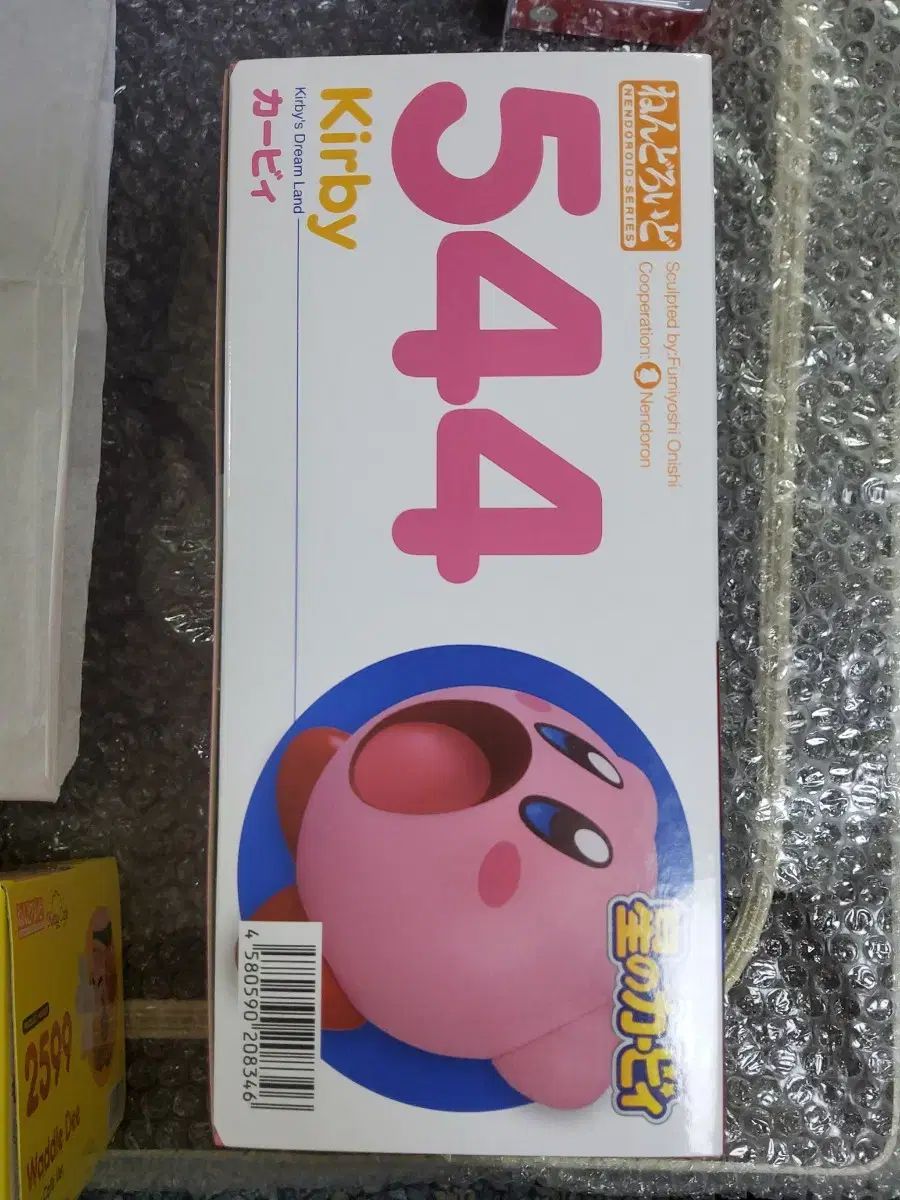 ねんどろいど
NENDOROID·SERIES
Sculpted by:Fumiyoshi Onishi
Cooperation: Nendoron
544
Kirby
Kirby's Dream Land
カービィ
星のカービィ
4 580590 208346
2599
Waddle Dee